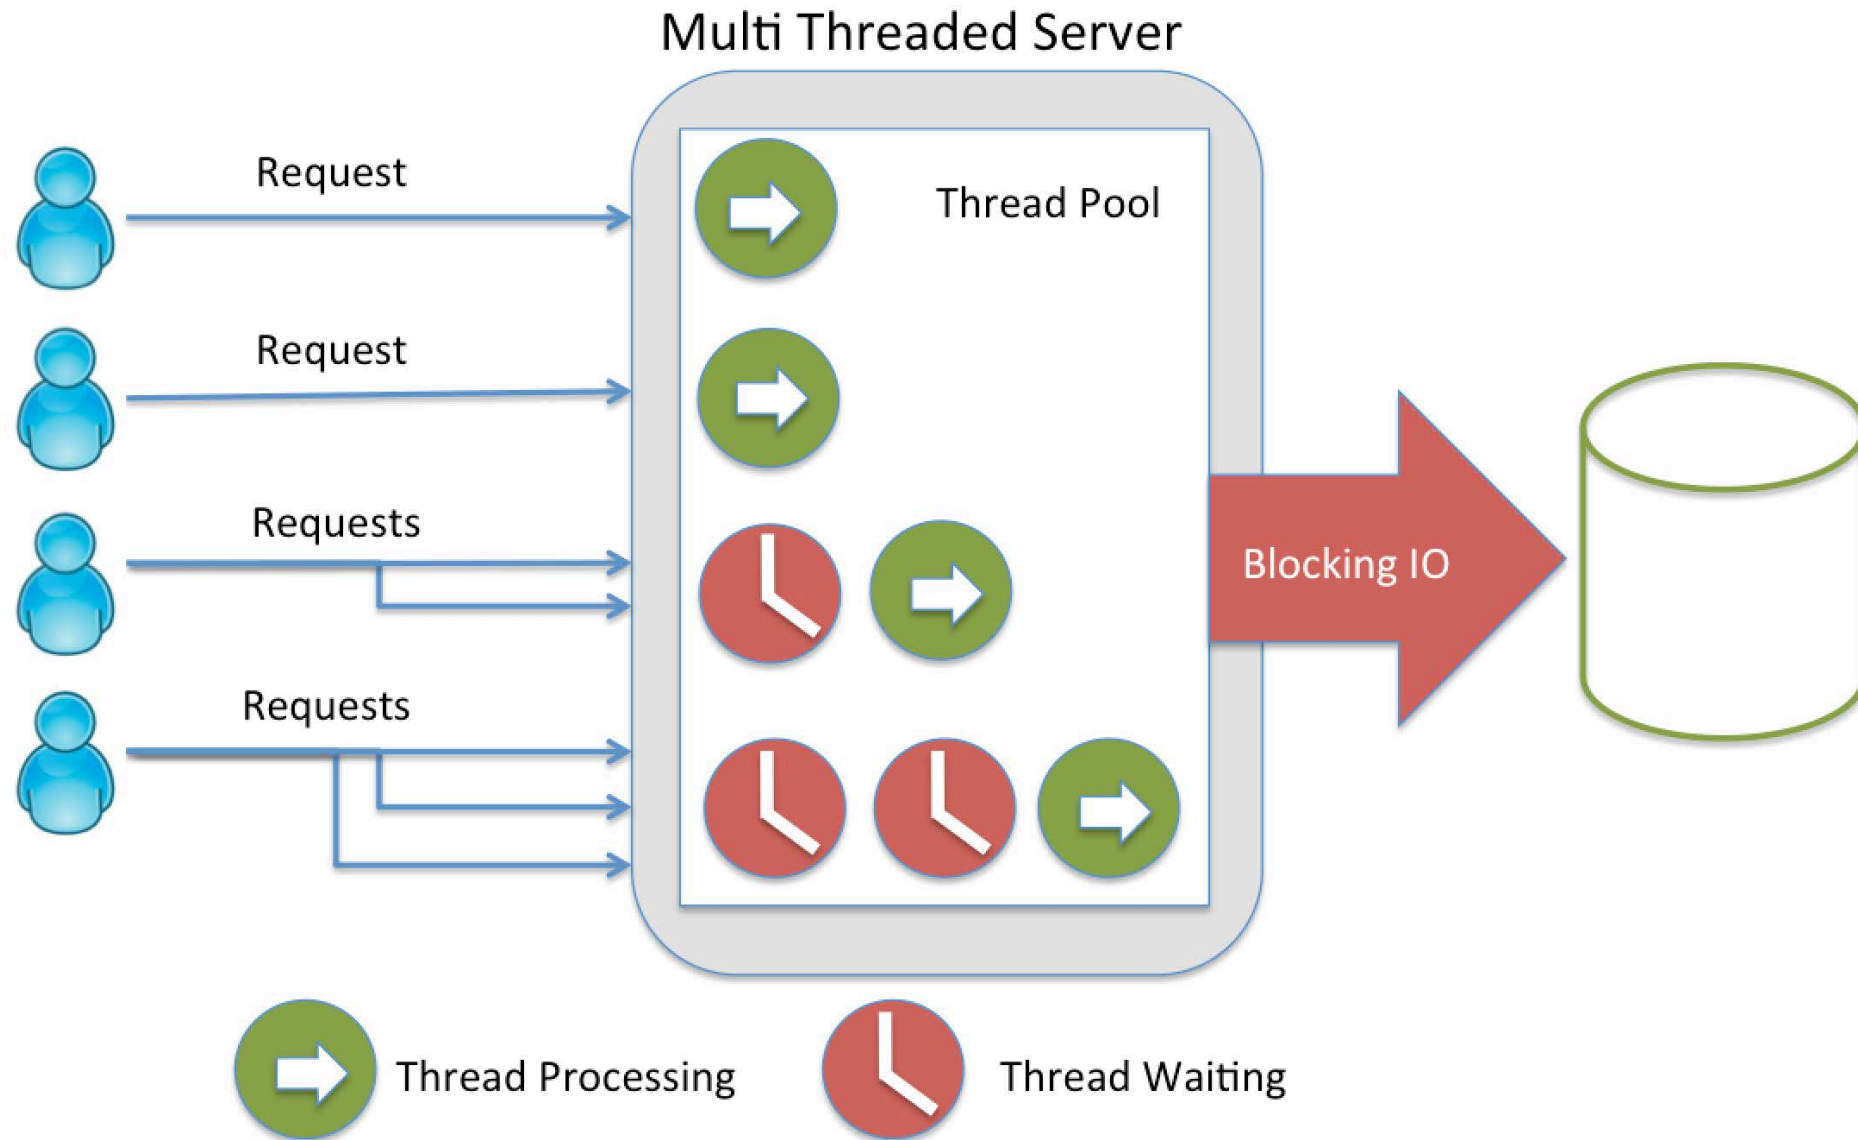 Multi Threaded Server
Request
Thread Pool
Request
Requests
Blocking IO
Requests
Thread Processing
Thread Waiting